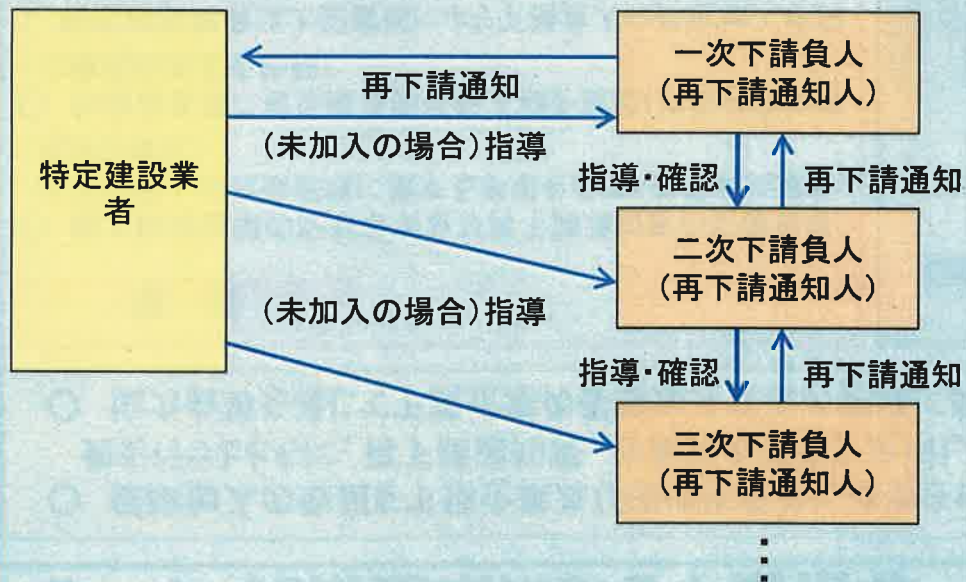 特定建設業
者
一次下請負人
(再下請通知人)
再下請通知
(未加入の場合)指導
指導・確認
再下請通知
二次下請負人
(再下請通知人)
(未加入の場合)指導
指導・確認
再下請通知
三次下請負人
(再下請通知人)